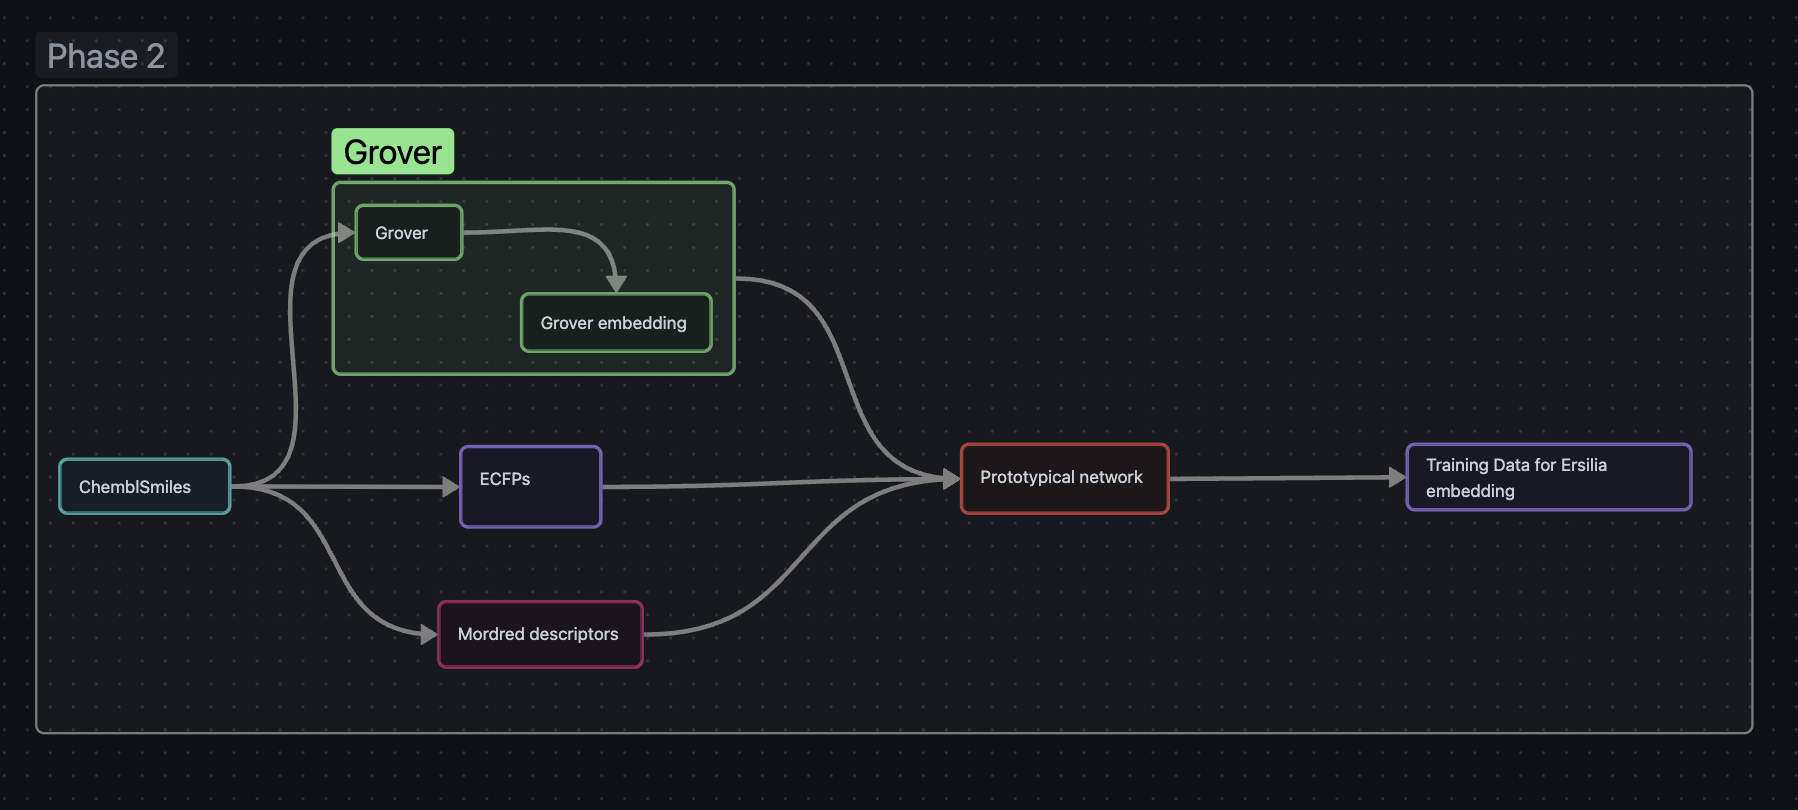 Phase 2
Grover
Grover
Grover embedding
ChemblSmiles
ECFPs
Mordred descriptors
Prototypical network
Training Data for Ersilia
embedding